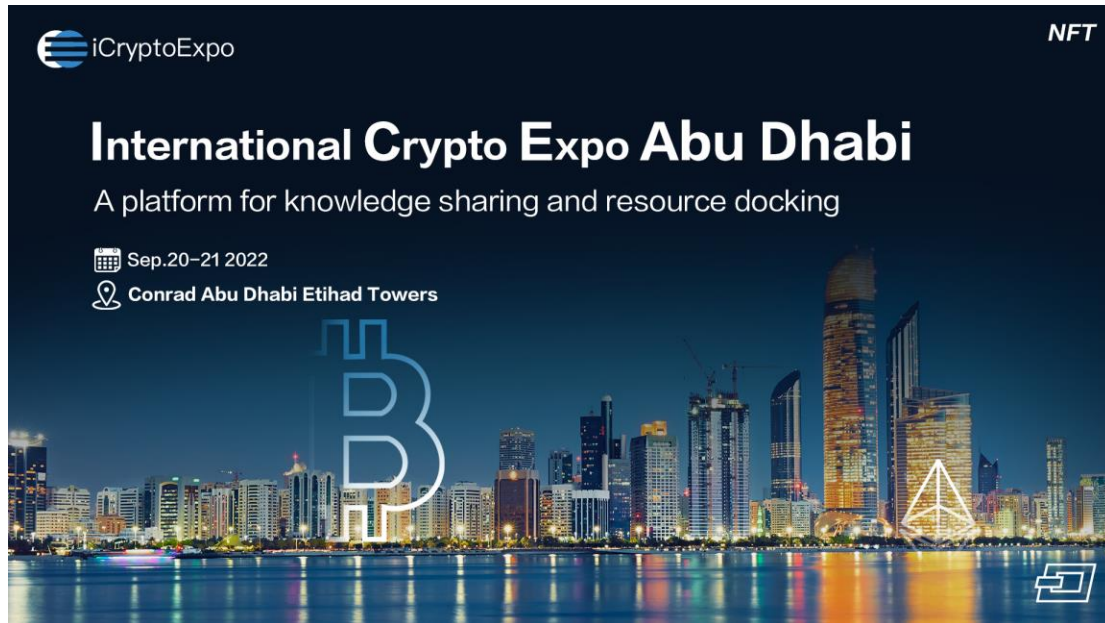 iCryptoExpo
NFT
International Crypto Expo Abu Dhabi
A platform for knowledge sharing and resource docking
Sep.20-21 2022
Conrad Abu Dhabi Etihad Towers